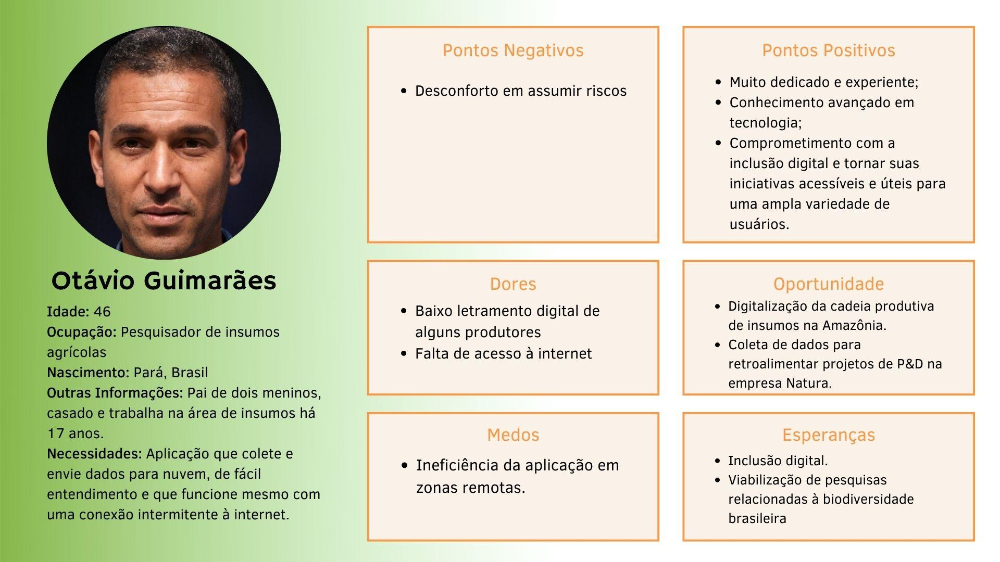 Otávio Guimarães
Idade: 46
Ocupação: Pesquisador de insumos
agrícolas
Nascimento: Pará, Brasil
Outras Informações: Pai de dois meninos,
casado e trabalha na área de insumos há
17 anos.
Necessidades: Aplicação que colete e
envie dados para nuvem, de fácil
entendimento e que funcione mesmo com
uma conexão intermitente à internet.
Pontos Negativos
• Desconforto em assumir riscos
Pontos Positivos
• Muito dedicado e experiente;
• Conhecimento avançado em
tecnologia;
• Comprometimento com a
inclusão digital e tornar suas
iniciativas acessíveis e úteis para
uma ampla variedade de
usuários.
Dores
• Baixo letramento digital de
alguns produtores
• Falta de acesso à internet
Oportunidade
• Digitalização da cadeia produtiva
de insumos na Amazônia.
• Coleta de dados para
retroalimentar projetos de P&D na
empresa Natura.
Medos
• Ineficiência da aplicação em
zonas remotas.
Esperanças
• Inclusão digital.
• Viabilização de pesquisas
relacionadas à biodiversidade
brasileira